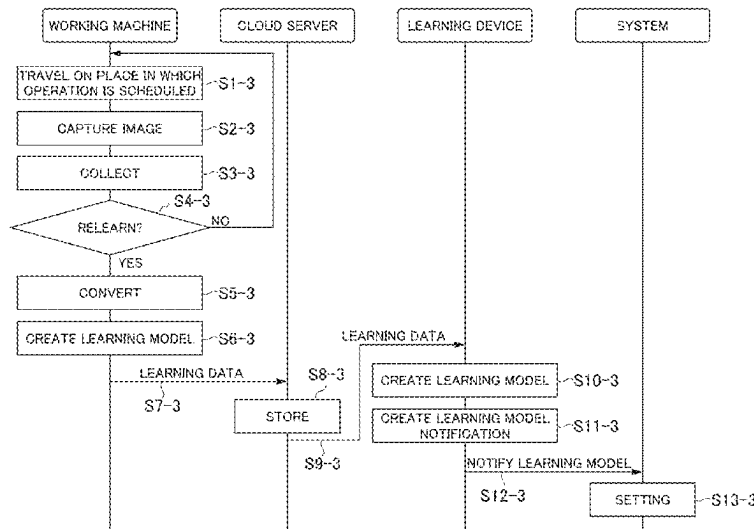 WORKING MACHINE
CLOUD SERVER
LEARNING DEVICE
SYSTEM
TRAVEL ON PLACE IN WHICH
OPERATION IS SCHEDULED
S1-3
CAPTURE IMAGE
S2-3
COLLECT
S3-3
S4-3
RELEARN?
NO
YES
CONVERT
S5-3
CREATE LEARNING MODEL
S6-3
LEARNING DATA
S7-3
S8-3
STORE
S9-3
LEARNING DATA
CREATE LEARNING MODEL
S10-3
CREATE LEARNING MODEL
NOTIFICATION
S11-3
NOTIFY LEARNING MODEL
S12-3
SETTING
S13-3